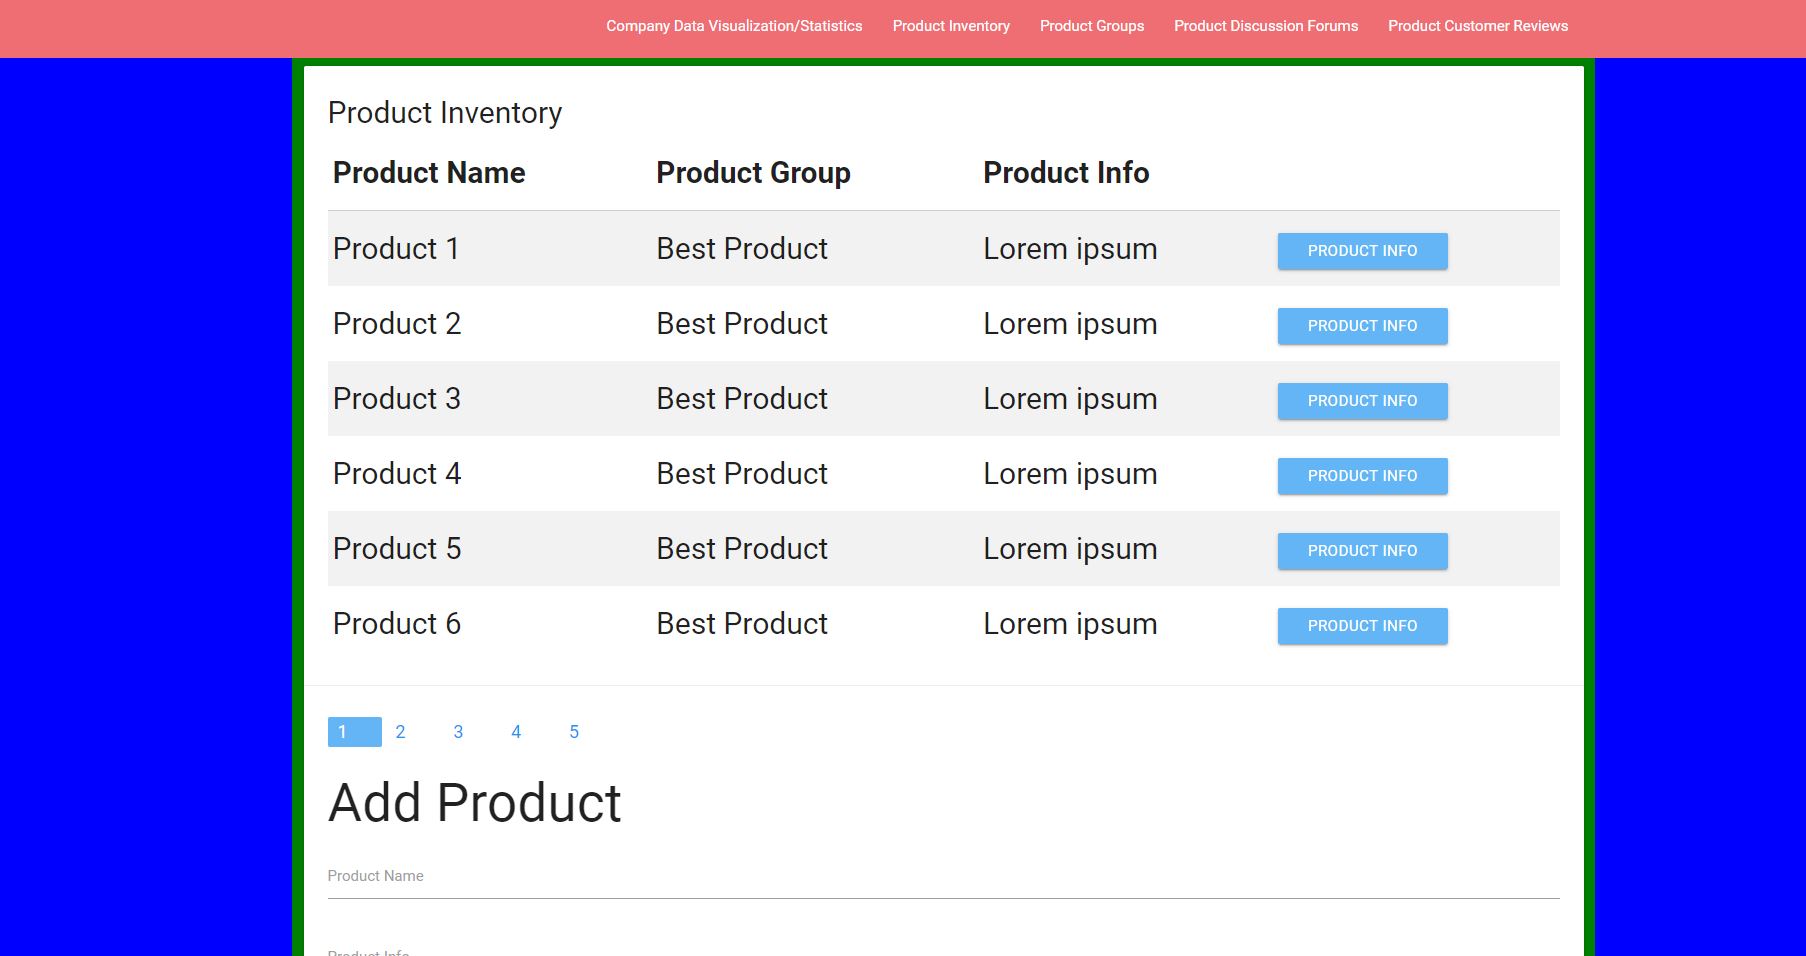 Company Data Visualization/Statistics Product Inventory Product Groups Product Discussion Forums Product Customer Reviews
Product Inventory
Product Name Product Group Product Info
Product 1 Best Product Lorem ipsum PRODUCT INFO
Product 2 Best Product Lorem ipsum PRODUCT INFO
Product 3 Best Product Lorem ipsum PRODUCT INFO
Product 4 Best Product Lorem ipsum PRODUCT INFO
Product 5 Best Product Lorem ipsum PRODUCT INFO
Product 6 Best Product Lorem ipsum PRODUCT INFO
1 2 3 4 5
Add Product
Product Name
Product Info